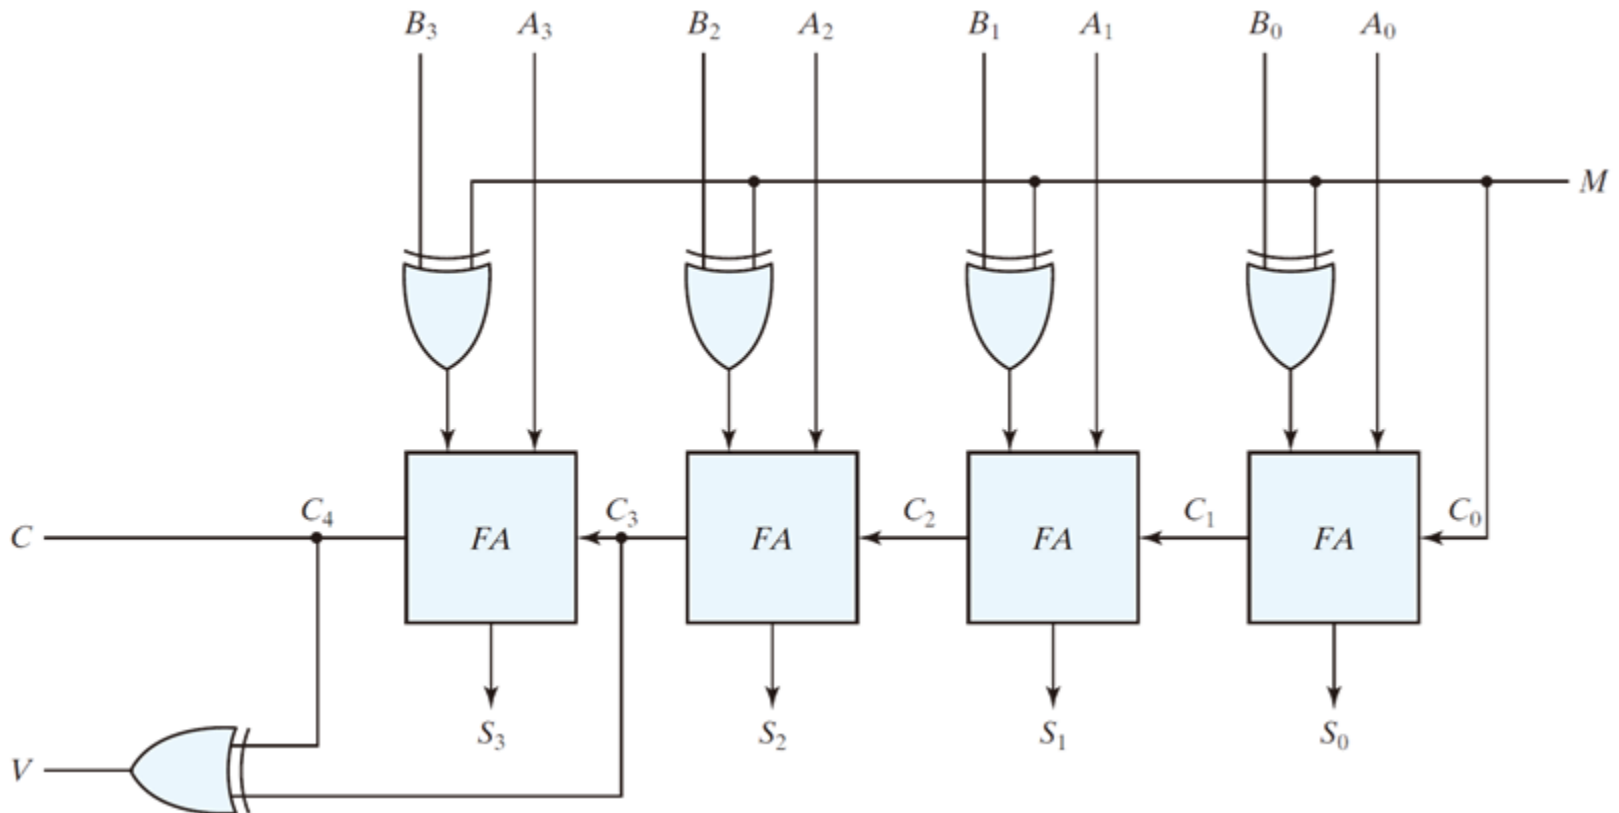 B₃ A₃ B₂ A₂ B₁ A₁ B₀ A₀
M
C₄ C₃ C₂ C₁ C₀
C FA FA FA FA
S₃ S₂ S₁ S₀
V